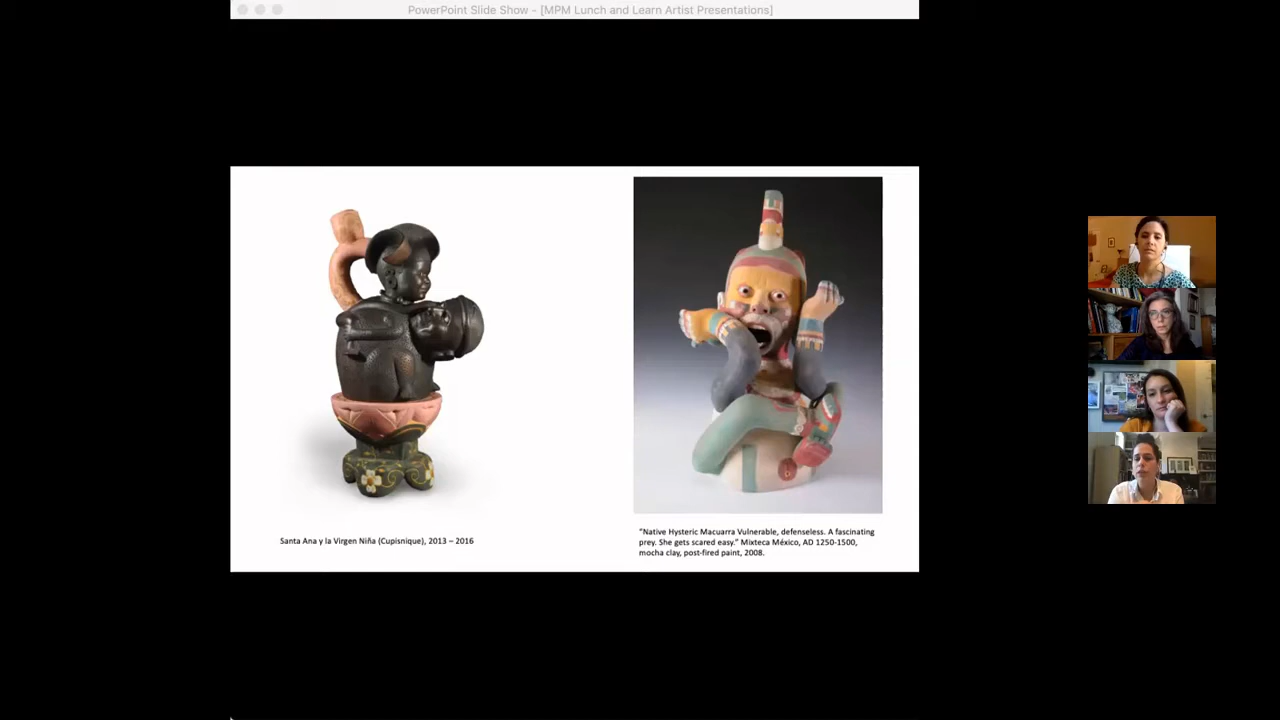 PowerPoint Slide Show - [MPM Lunch and Learn Artist Presentations]
Santa Ana y la Virgen Niña (Cupisnique), 2013 – 2016
“Native Hysteric Macuarra Vulnerable, defenseless. A fascinating
prey. She gets scared easy.” Mixteca México, AD 1250-1500,
mocha clay, post-fired paint, 2008.